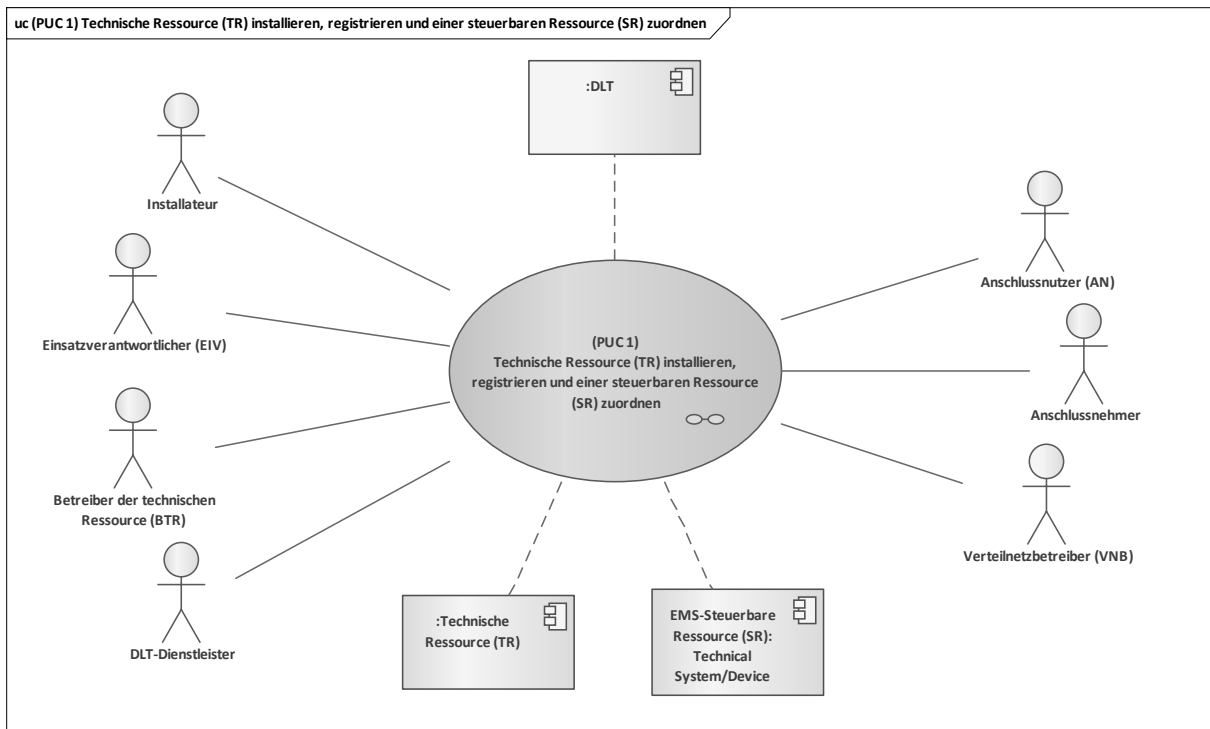 uc (PUC 1) Technische Ressource (TR) installieren, registrieren und einer steuerbaren Ressource (SR) zuordnen
:DLT
Installateur
Anschlussnutzer (AN)
Einsatzverantwortlicher (EIV)
(PUC 1)
Technische Ressource (TR) installieren,
registrieren und einer steuerbaren Ressource
(SR) zuordnen
Anschlussnehmer
Betreiber der technischen
Ressource (BTR)
Verteilnetzbetreiber (VNB)
DLT-Dienstleister
:Technische
Ressource (TR)
EMS-Steuerbare
Ressource (SR):
Technical
System/Device